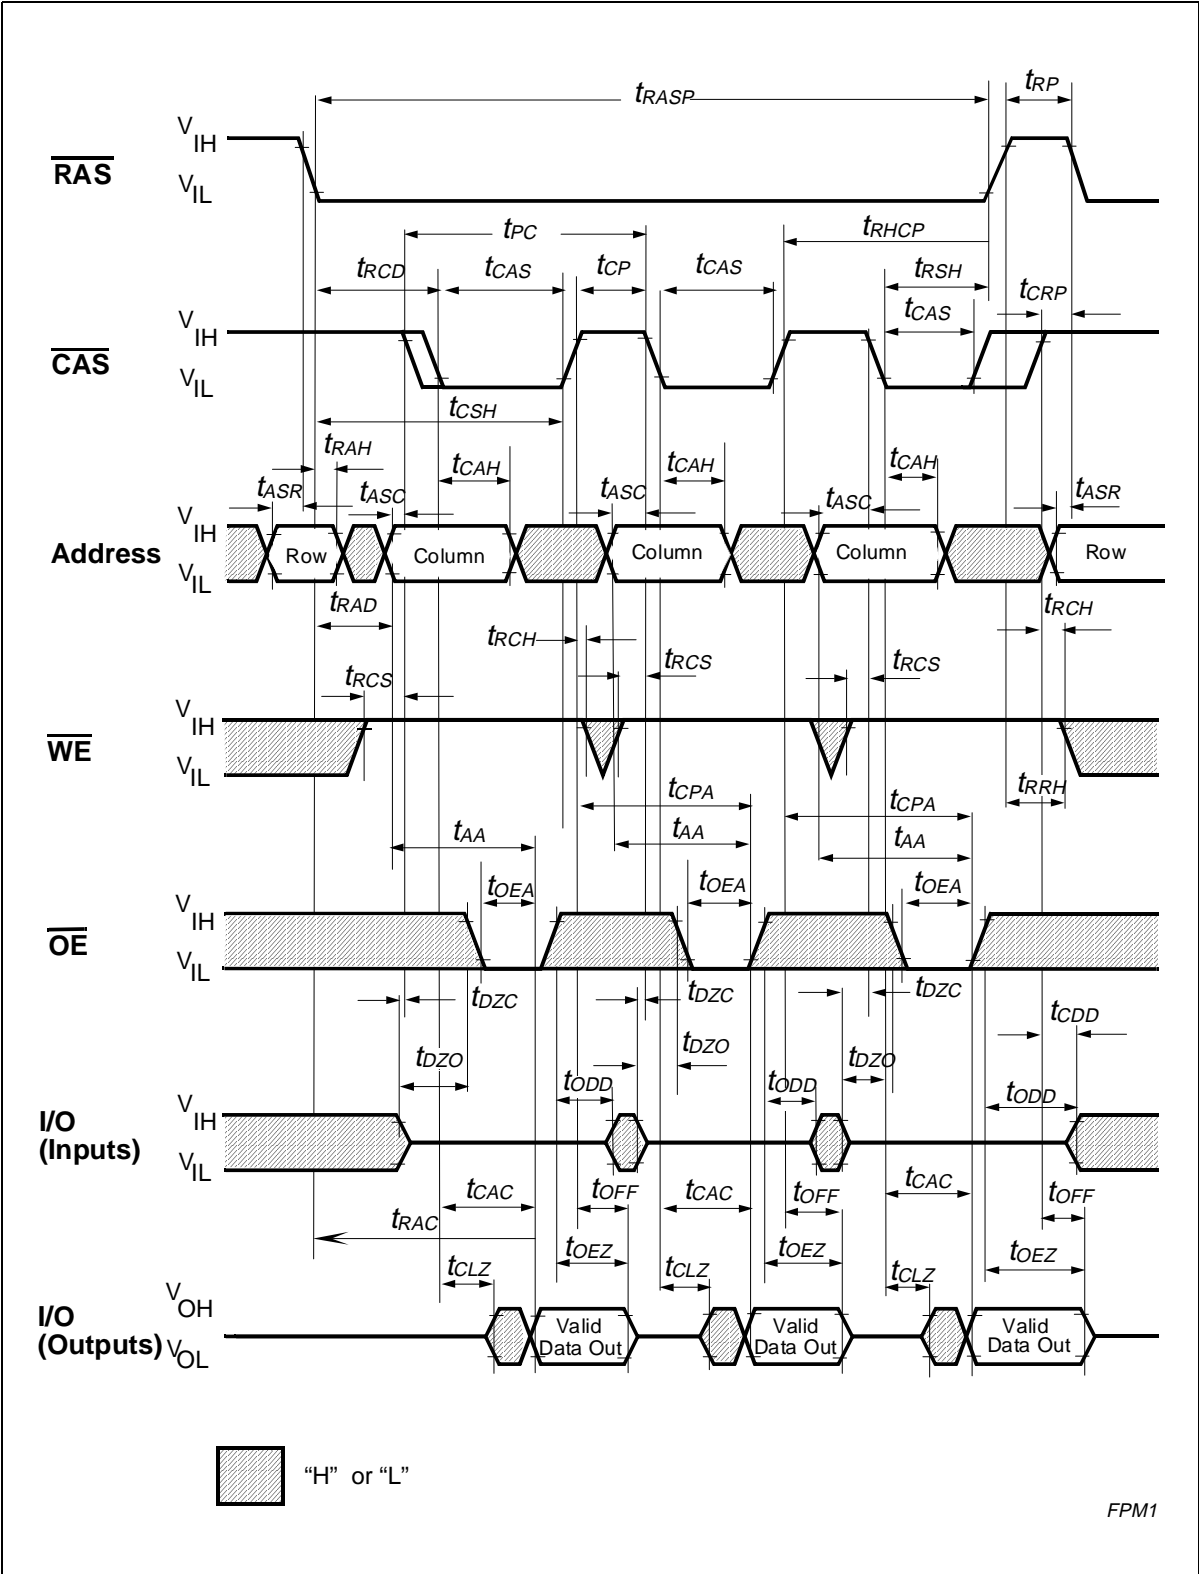 tRASP tRP
VIH
RAS
VIL
tPC tRHCP
tRCD tCAS tCP tCAS tRSH
tCRP
tCAS
VIH
CAS
VIL
tCSH
tRAH tCAH tCAH tCAH
tASR tASC tASC tASC tASR
VIH
Address Row Column Column Column Row
VIL
tRAD tRCH
tRCH
tRCS tRCS tRCS
VIH
WE
VIL
tCPA tCPA tRRH
tAA tAA tAA
tOEA tOEA tOEA
VIH
OE
VIL
tDZC tDZC tDZC
tCDD
tDZO tDZO tDZO
tODD tODD tODD
VIH
I/O
(Inputs)
VIL
tCAC tOFF tCAC tOFF tCAC tOFF
tRAC
tOEZ tOEZ tOEZ
tCLZ tCLZ tCLZ
VOH
I/O
(Outputs) VOL
Valid
Data Out
Valid
Data Out
Valid
Data Out
“H” or “L”
FPM1